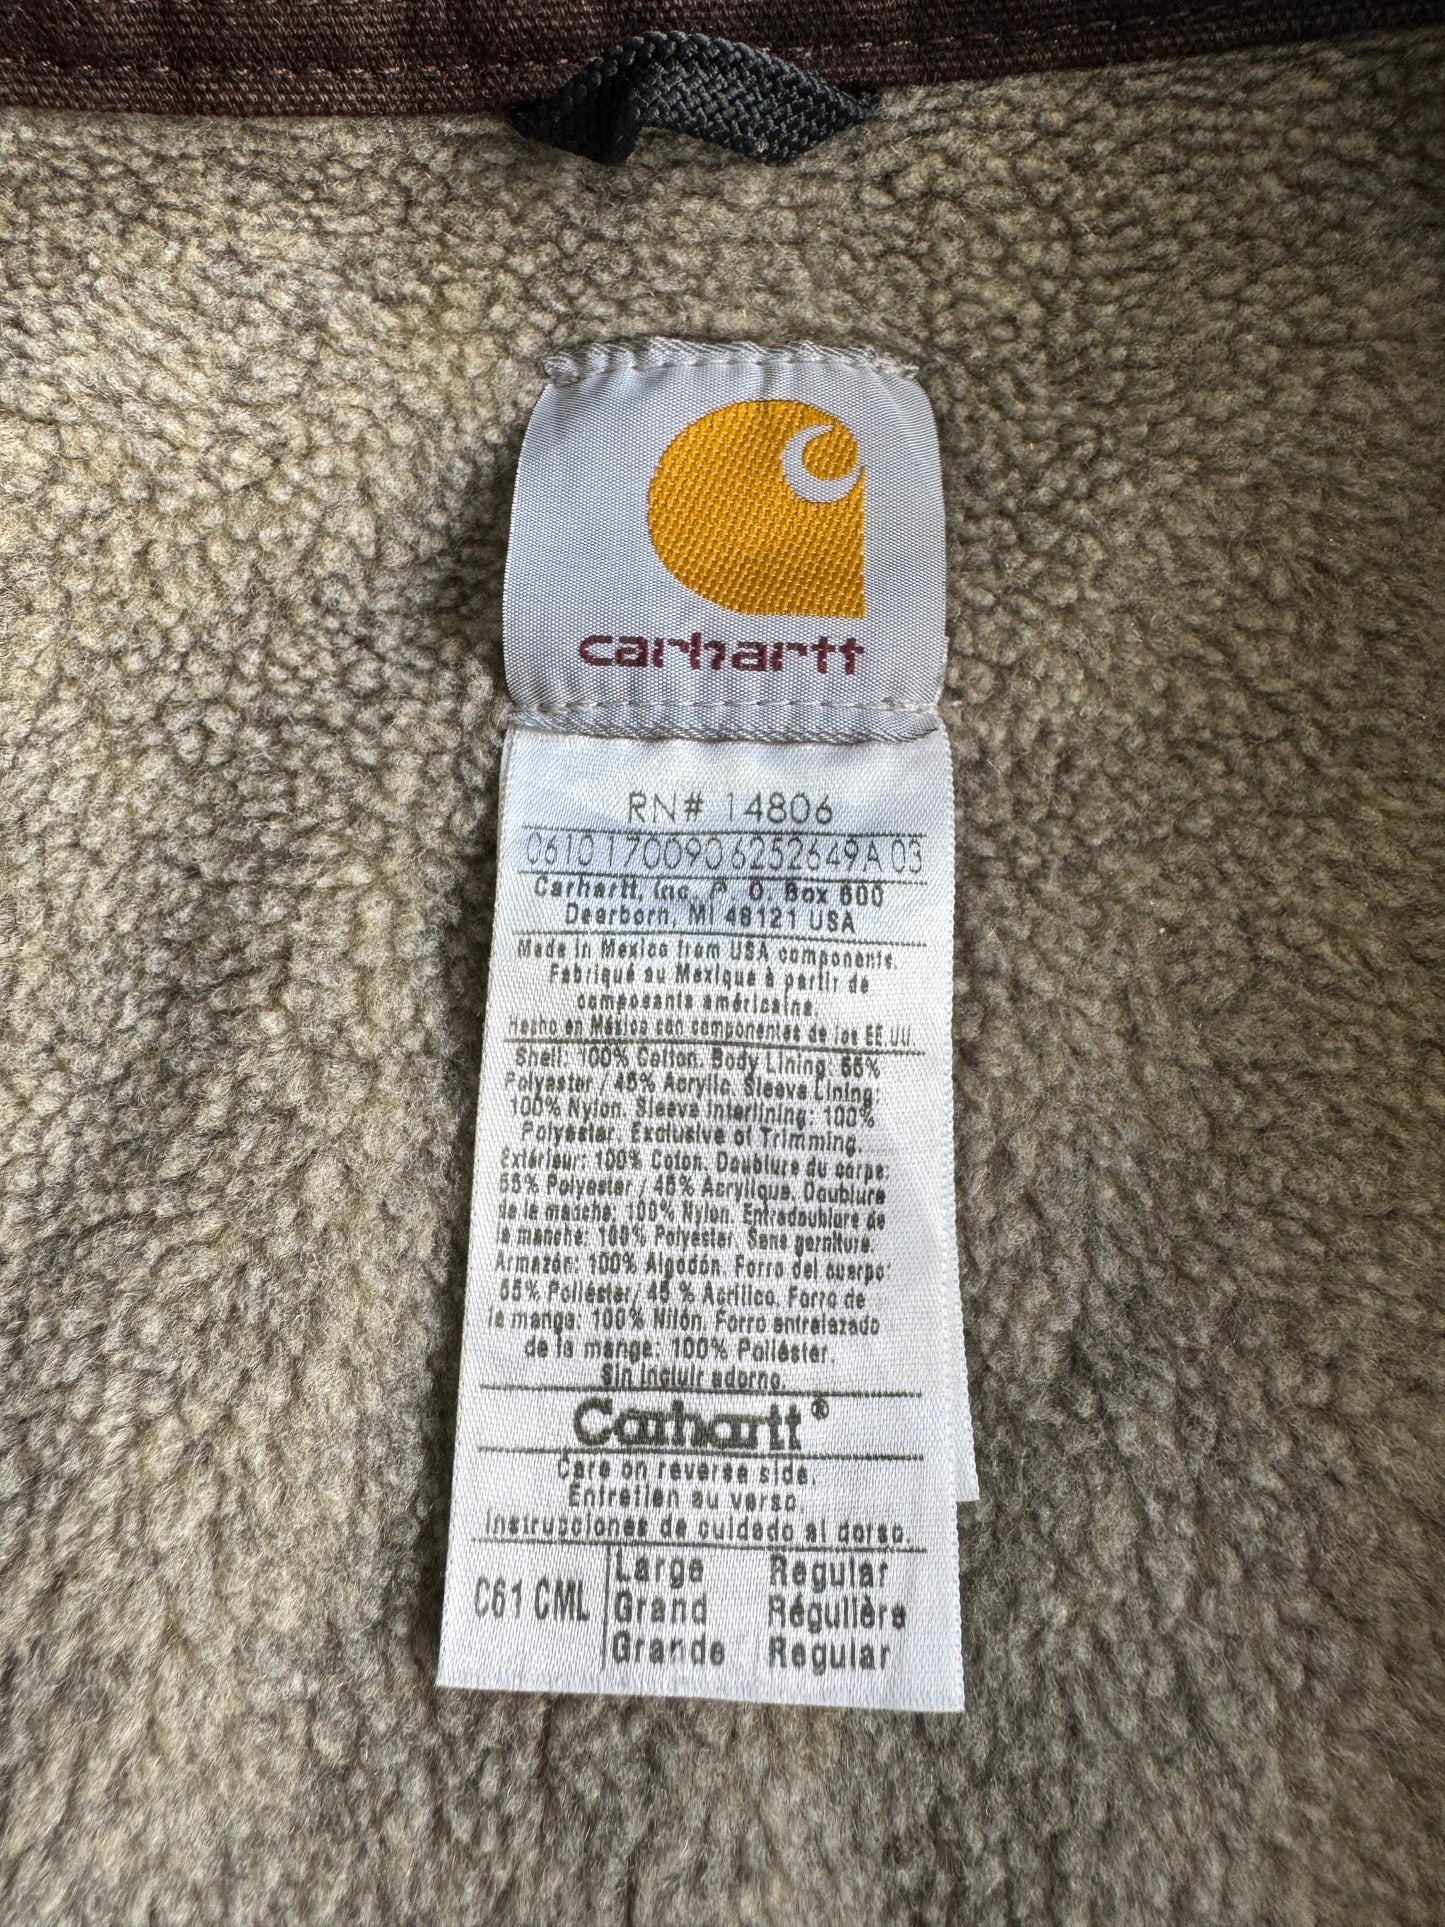 carhartt
RN# 14806
0610 170090 6252649A 03
Carhartt, Inc. P. O. Box 600
Dearborn, MI 48121 USA
Made in Mexico from USA components.
Fabriqué au Mexique à partir de
composants américains.
Hecho en México con componentes de los EE.UU.
Shell: 100% Cotton. Body Lining: 55%
Polyester / 45% Acrylic. Sleeve Lining:
100% Nylon. Sleeve Interlining: 100%
Polyester. Exclusive of Trimming.
Extérieur: 100% Coton. Doublure du corps:
55% Polyester / 45% Acrylique. Doublure
de la manche: 100% Nylon. Entredoublure de
la manche: 100% Polyester. Sans garniture.
Armazón: 100% Algodón. Forro del cuerpo:
55% Poliéster/ 45 % Acrílico. Forro de
la manga: 100% Nilón. Forro entrelazado
de la manga: 100% Poliéster.
Sin incluir adorno.
Carhartt®
Care on reverse side.
Entretien au verso.
Instrucciones de cuidado al dorso.
C61 CML
Large Regular
Grand Régulière
Grande Regular